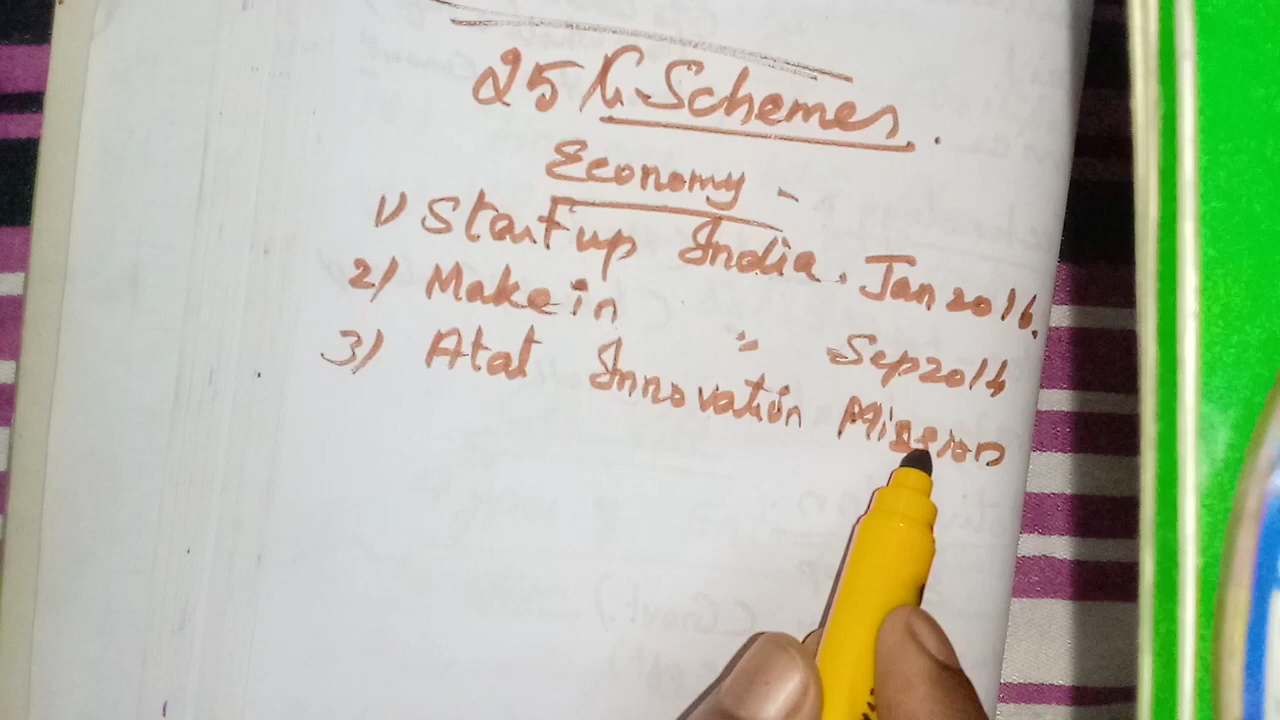 25 G. Schemes.
Economy -
1) Startup India. Jan 2016.
2) Make in " Sep 2014
3) Atal Innovation Mission